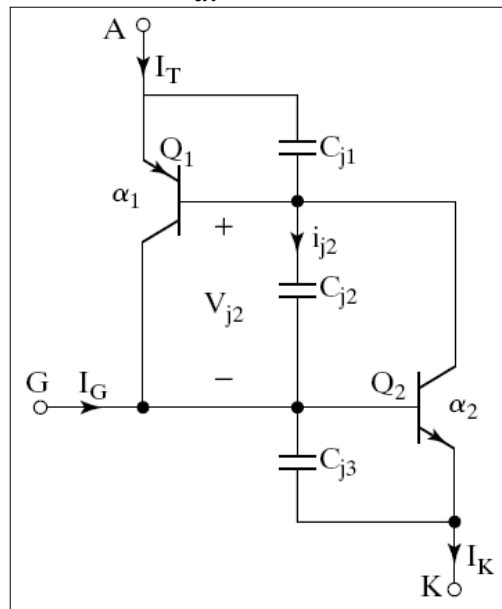 A
I_T
Q_1
C_j1
α_1
+
i_j2
V_j2
C_j2
−
G
I_G
Q_2
α_2
C_j3
I_K
K